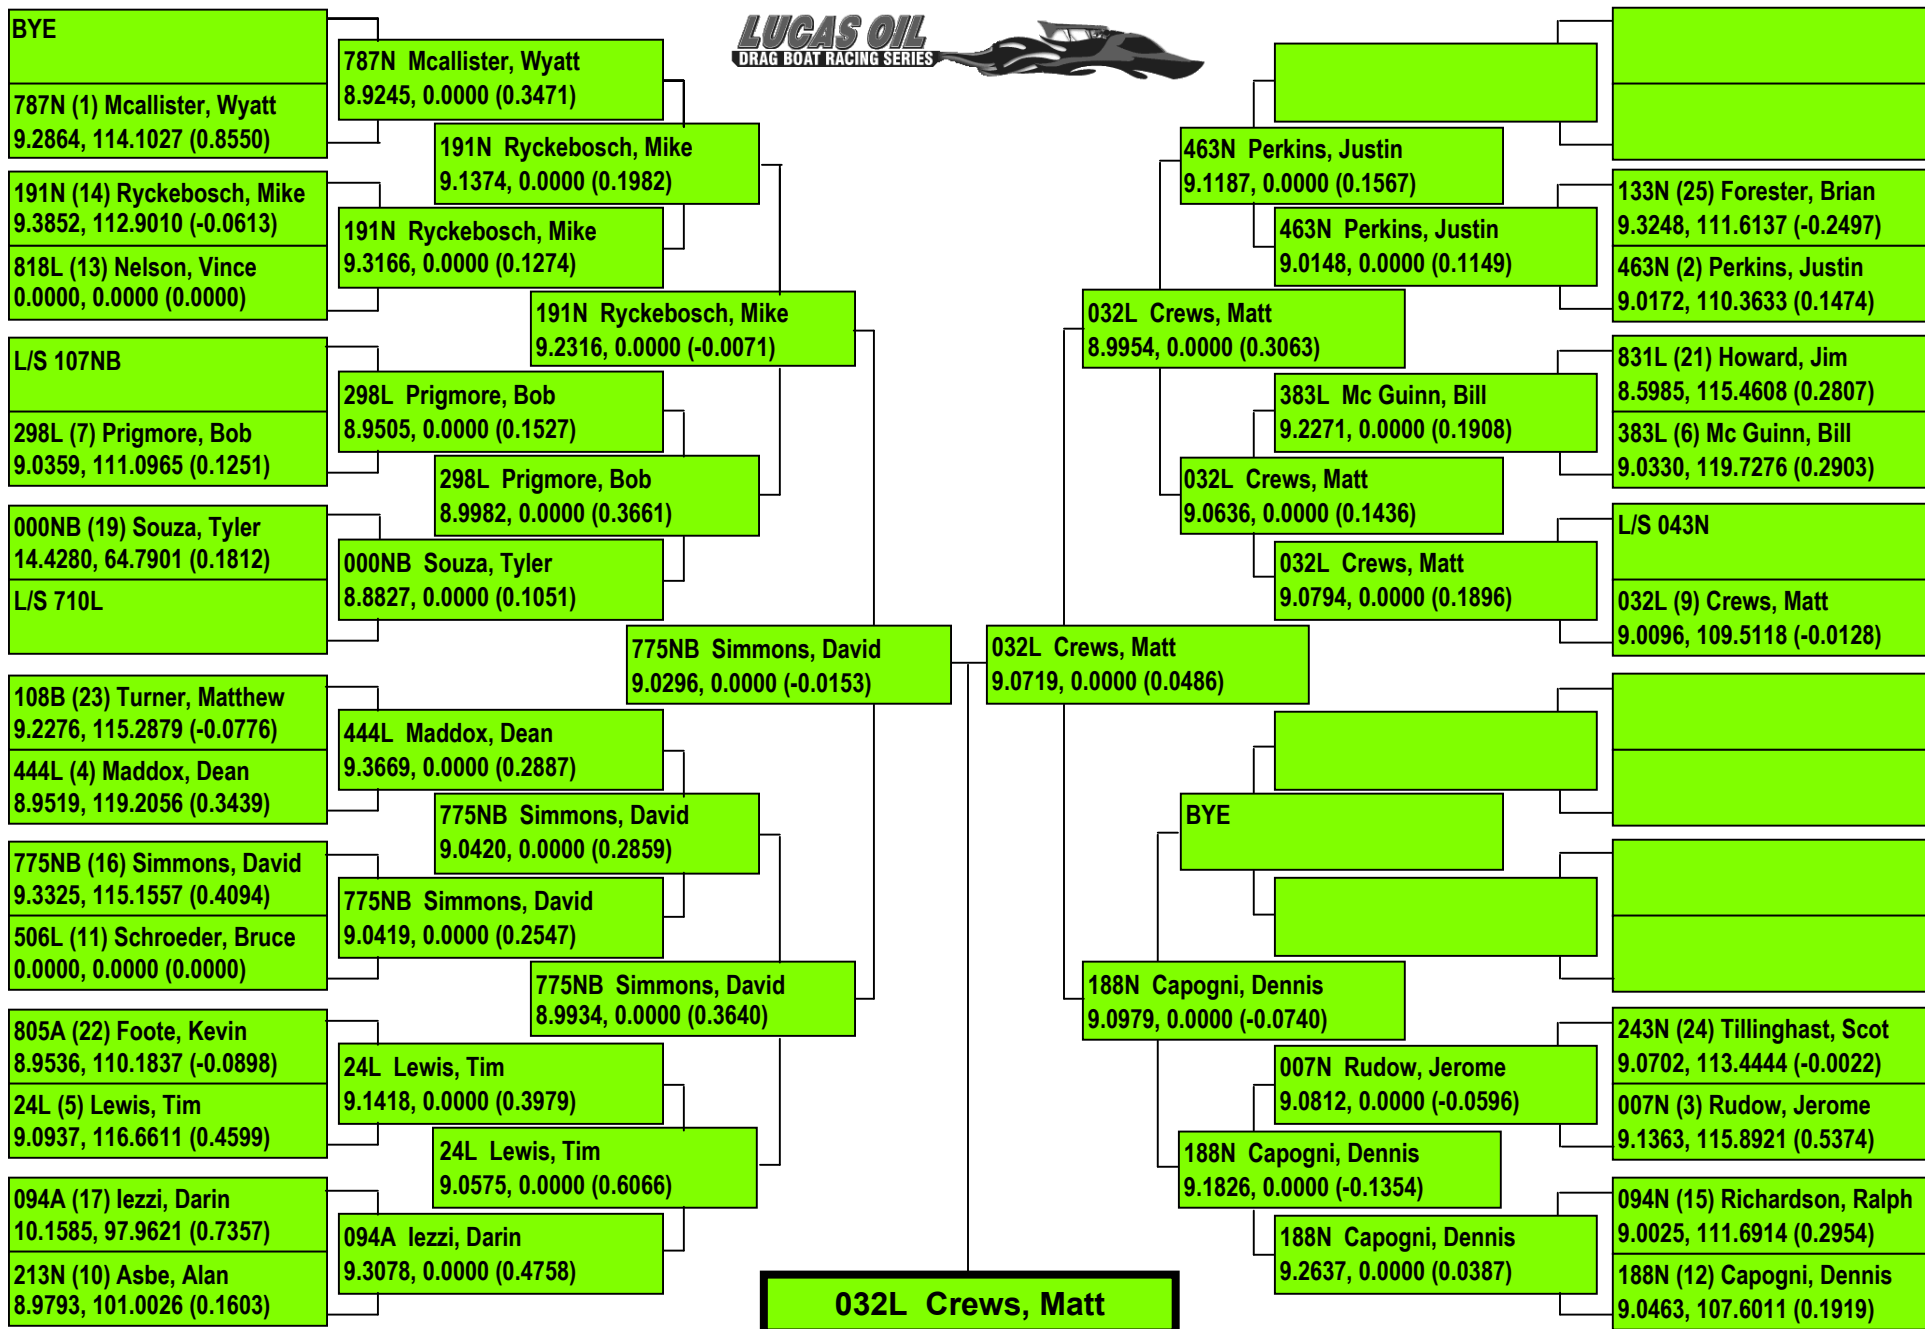 LUCAS OIL
DRAG BOAT RACING SERIES
BYE
787N (1) Mcallister, Wyatt
9.2864, 114.1027 (0.8550)
191N (14) Ryckebosch, Mike
9.3852, 112.9010 (-0.0613)
818L (13) Nelson, Vince
0.0000, 0.0000 (0.0000)
L/S 107NB
298L (7) Prigmore, Bob
9.0359, 111.0965 (0.1251)
000NB (19) Souza, Tyler
14.4280, 64.7901 (0.1812)
L/S 710L
108B (23) Turner, Matthew
9.2276, 115.2879 (-0.0776)
444L (4) Maddox, Dean
8.9519, 119.2056 (0.3439)
775NB (16) Simmons, David
9.3325, 115.1557 (0.4094)
506L (11) Schroeder, Bruce
0.0000, 0.0000 (0.0000)
805A (22) Foote, Kevin
8.9536, 110.1837 (-0.0898)
24L (5) Lewis, Tim
9.0937, 116.6611 (0.4599)
094A (17) Iezzi, Darin
10.1585, 97.9621 (0.7357)
213N (10) Asbe, Alan
8.9793, 101.0026 (0.1603)
787N Mcallister, Wyatt
8.9245, 0.0000 (0.3471)
191N Ryckebosch, Mike
9.3166, 0.0000 (0.1274)
298L Prigmore, Bob
8.9505, 0.0000 (0.1527)
000NB Souza, Tyler
8.8827, 0.0000 (0.1051)
444L Maddox, Dean
9.3669, 0.0000 (0.2887)
775NB Simmons, David
9.0419, 0.0000 (0.2547)
24L Lewis, Tim
9.1418, 0.0000 (0.3979)
094A Iezzi, Darin
9.3078, 0.0000 (0.4758)
191N Ryckebosch, Mike
9.1374, 0.0000 (0.1982)
298L Prigmore, Bob
8.9982, 0.0000 (0.3661)
775NB Simmons, David
9.0420, 0.0000 (0.2859)
24L Lewis, Tim
9.0575, 0.0000 (0.6066)
191N Ryckebosch, Mike
9.2316, 0.0000 (-0.0071)
775NB Simmons, David
8.9934, 0.0000 (0.3640)
775NB Simmons, David
9.0296, 0.0000 (-0.0153)
032L Crews, Matt
9.0719, 0.0000 (0.0486)
032L Crews, Matt
032L Crews, Matt
8.9954, 0.0000 (0.3063)
188N Capogni, Dennis
9.0979, 0.0000 (-0.0740)
463N Perkins, Justin
9.1187, 0.0000 (0.1567)
032L Crews, Matt
9.0636, 0.0000 (0.1436)
BYE
188N Capogni, Dennis
9.1826, 0.0000 (-0.1354)
463N Perkins, Justin
9.0148, 0.0000 (0.1149)
383L Mc Guinn, Bill
9.2271, 0.0000 (0.1908)
032L Crews, Matt
9.0794, 0.0000 (0.1896)
007N Rudow, Jerome
9.0812, 0.0000 (-0.0596)
188N Capogni, Dennis
9.2637, 0.0000 (0.0387)
133N (25) Forester, Brian
9.3248, 111.6137 (-0.2497)
463N (2) Perkins, Justin
9.0172, 110.3633 (0.1474)
831L (21) Howard, Jim
8.5985, 115.4608 (0.2807)
383L (6) Mc Guinn, Bill
9.0330, 119.7276 (0.2903)
L/S 043N
032L (9) Crews, Matt
9.0096, 109.5118 (-0.0128)
243N (24) Tillinghast, Scot
9.0702, 113.4444 (-0.0022)
007N (3) Rudow, Jerome
9.1363, 115.8921 (0.5374)
094N (15) Richardson, Ralph
9.0025, 111.6914 (0.2954)
188N (12) Capogni, Dennis
9.0463, 107.6011 (0.1919)